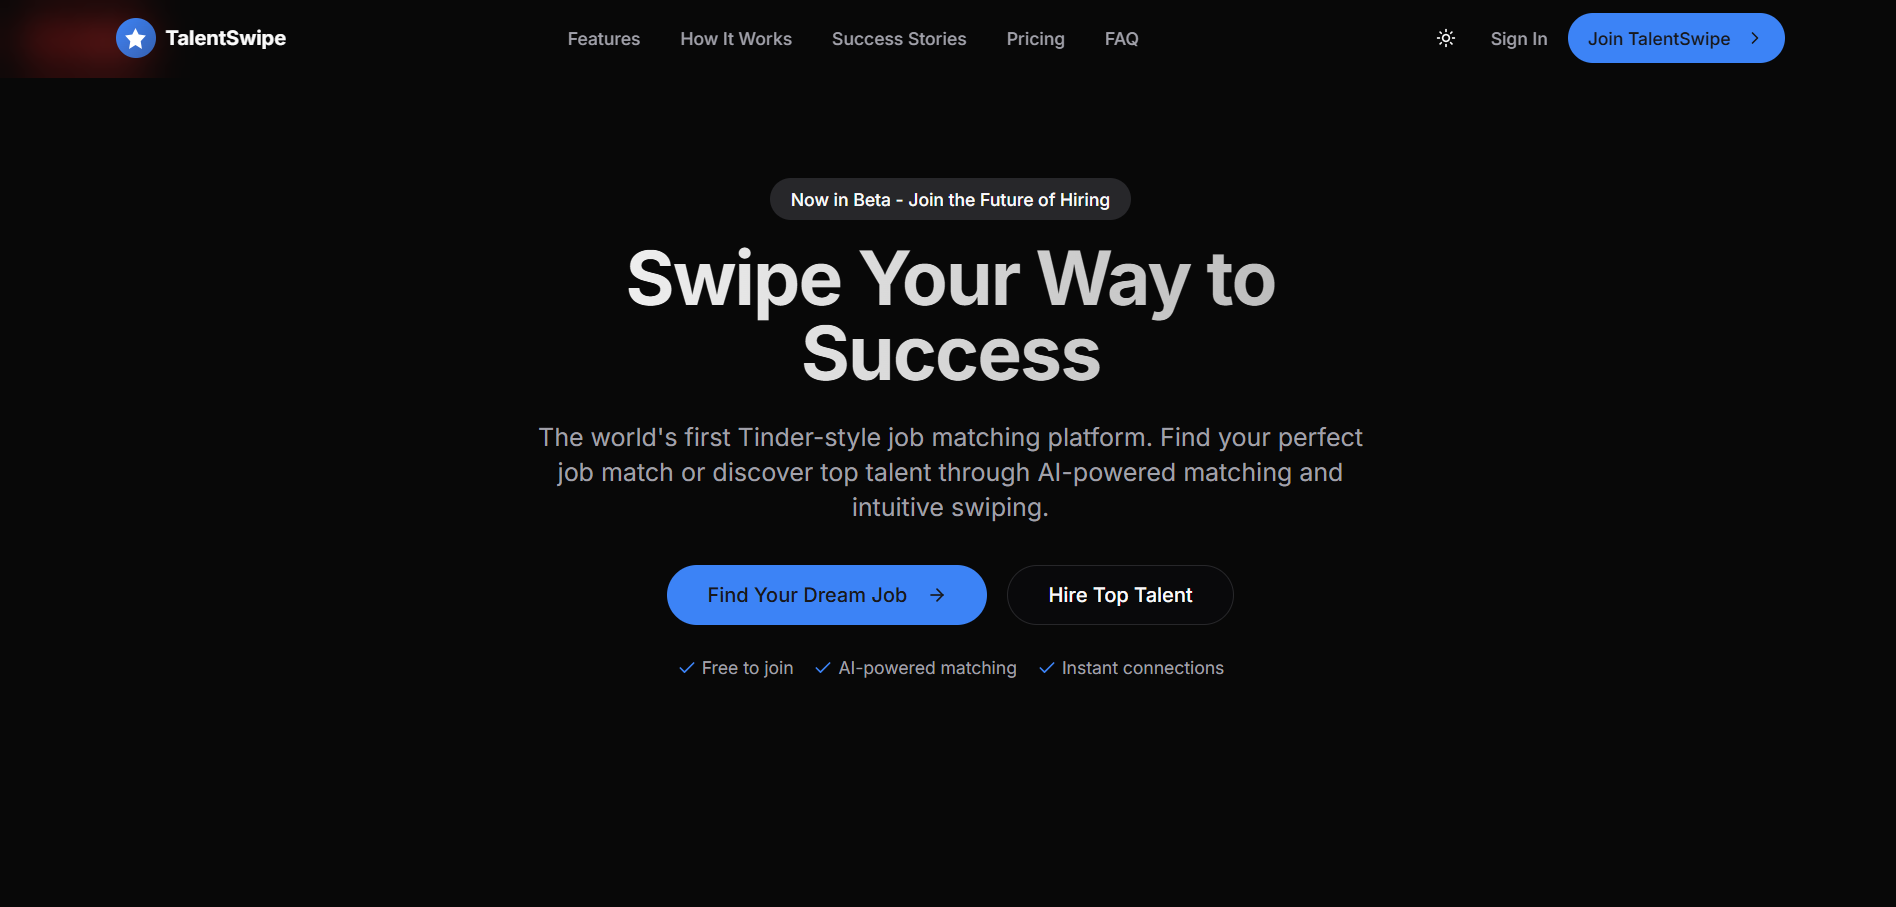 TalentSwipe
Features
How It Works
Success Stories
Pricing
FAQ
Sign In
Join TalentSwipe
Now in Beta - Join the Future of Hiring
Swipe Your Way to
Success
The world's first Tinder-style job matching platform. Find your perfect
job match or discover top talent through AI-powered matching and
intuitive swiping.
Find Your Dream Job
Hire Top Talent
Free to join
AI-powered matching
Instant connections